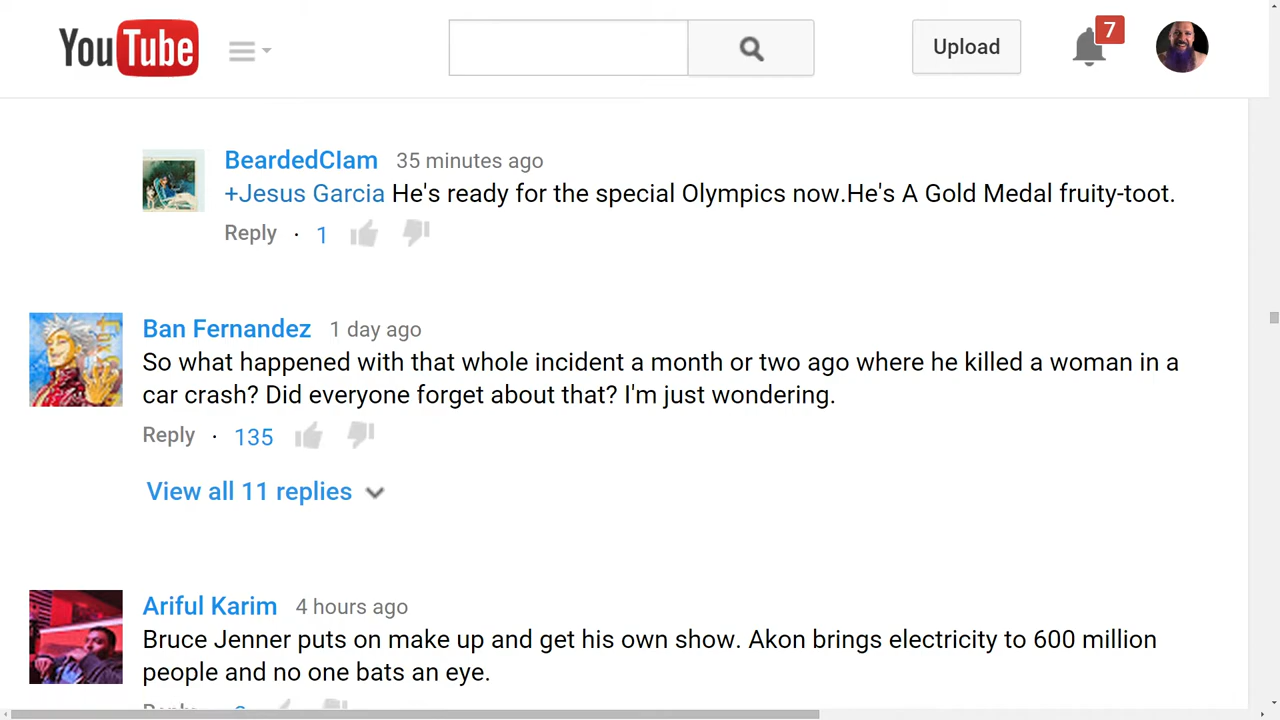 YouTube
Upload
7
BeardedClam 35 minutes ago
+Jesus Garcia He's ready for the special Olympics now.He's A Gold Medal fruity-toot.
Reply · 1
Ban Fernandez 1 day ago
So what happened with that whole incident a month or two ago where he killed a woman in a
car crash? Did everyone forget about that? I'm just wondering.
Reply · 135
View all 11 replies
Ariful Karim 4 hours ago
Bruce Jenner puts on make up and get his own show. Akon brings electricity to 600 million
people and no one bats an eye.